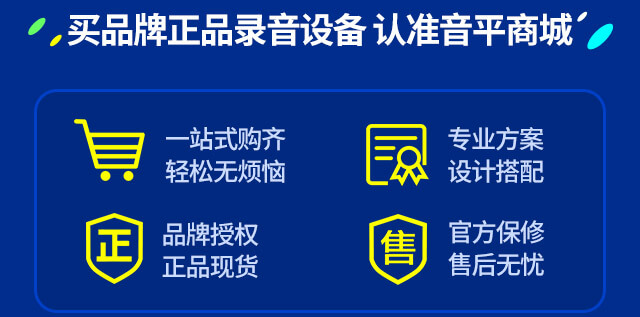 买品牌正品录音设备 认准音平商城
一站式购齐
轻松无烦恼
专业方案
设计搭配
正
品牌授权
正品现货
售
官方保修
售后无忧